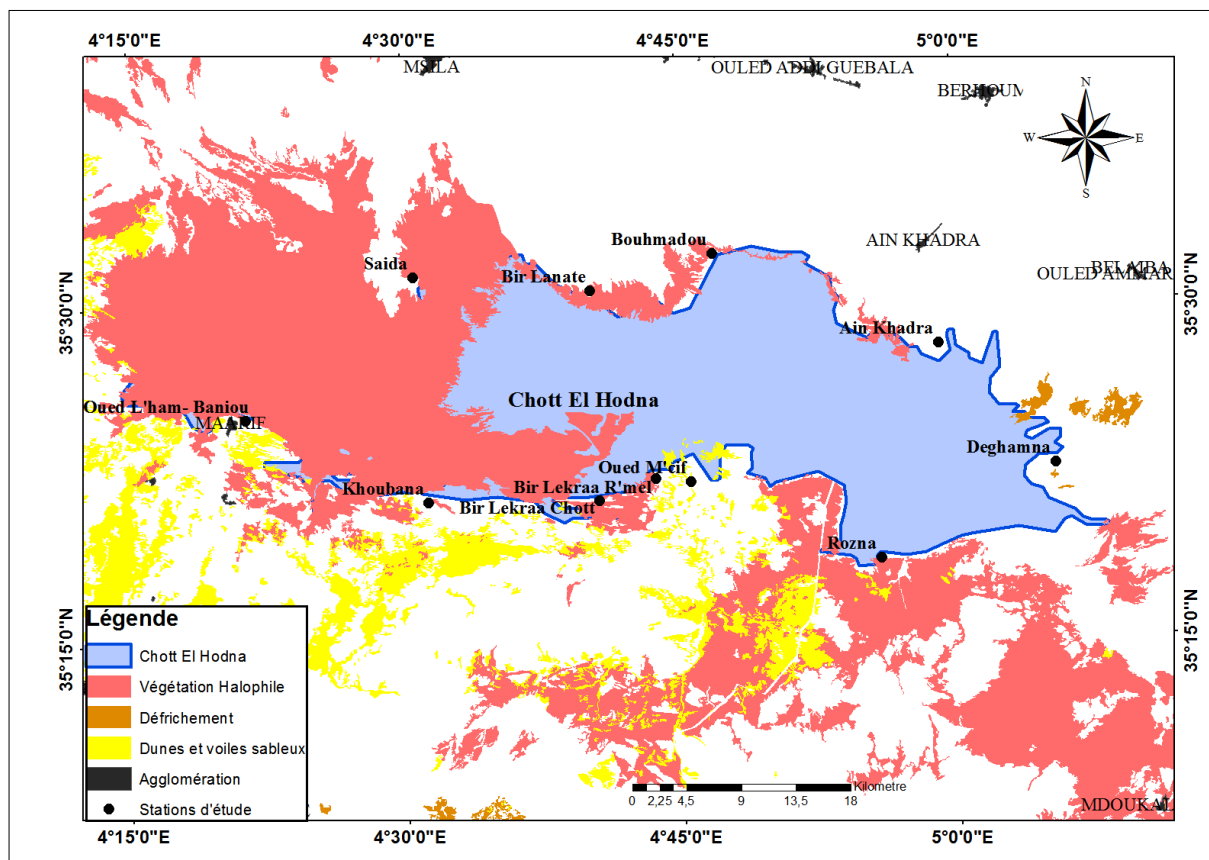 4°15'0"E 4°30'0"E 4°45'0"E 5°0'0"E
MSILA
OULED ADDI GUEBALA
BERHOUM
N
W
E
S
Bouhmadou
AIN KHADRA
Saida
Bir Lanate
BELAIBA
OULED AMMAR
35°30'0"N
35°30'0"N
Ain Khadra
Chott El Hodna
Oued L'ham- Baniou
MAARIF
Deghamna
Oued M'cif
Khoubana
Bir Lekraa R'mel
Bir Lekraa Chott
Rozna
35°15'0"N
35°15'0"N
Légende
Chott El Hodna
Végétation Halophile
Défrichement
Dunes et voiles sableux
Agglomération
Stations d'étude
Kilometre
0 2,25 4,5 9 13,5 18
MDOUKAL
4°15'0"E 4°30'0"E 4°45'0"E 5°0'0"E